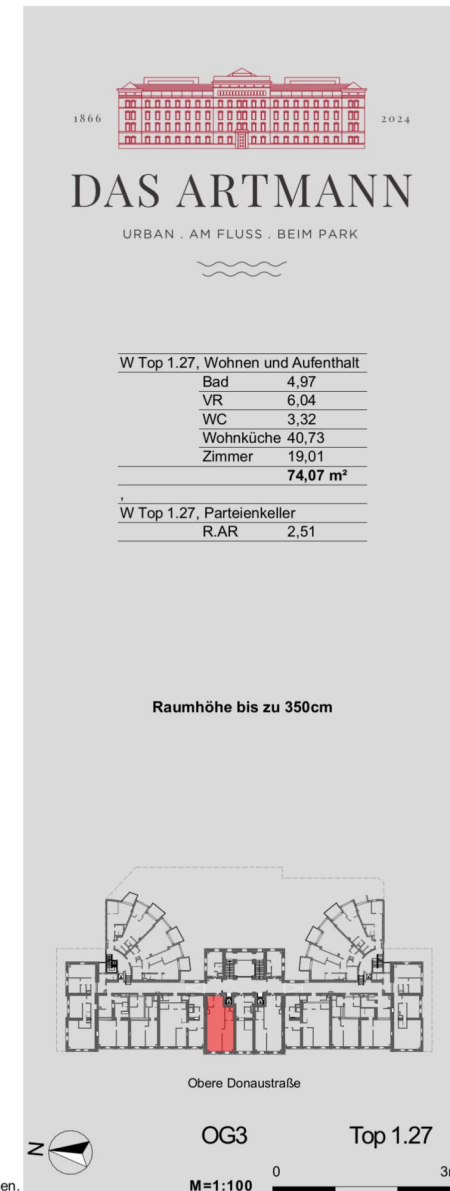 1866
2024
DAS ARTMANN
URBAN . AM FLUSS . BEIM PARK
W Top 1.27, Wohnen und Aufenthalt
Bad 4,97
VR 6,04
WC 3,32
Wohnküche 40,73
Zimmer 19,01
74,07 m²
,
W Top 1.27, Parteienkeller
R.AR 2,51
Raumhöhe bis zu 350cm
Obere Donaustraße
N
OG3 Top 1.27
0
en. M=1:100